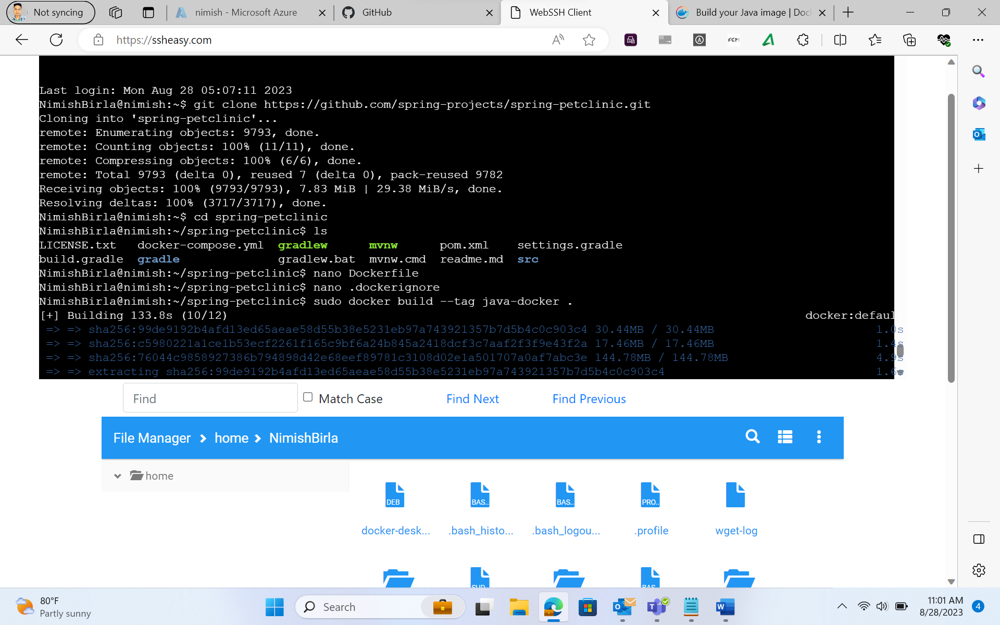 Not syncing
nimish - Microsoft Azure
GitHub
WebSSH Client
Build your Java image | Doc
https://ssheasy.com
FCM
Last login: Mon Aug 28 05:07:11 2023
NimishBirla@nimish:~$ git clone https://github.com/spring-projects/spring-petclinic.git
Cloning into 'spring-petclinic'...
remote: Enumerating objects: 9793, done.
remote: Counting objects: 100% (11/11), done.
remote: Compressing objects: 100% (6/6), done.
remote: Total 9793 (delta 0), reused 7 (delta 0), pack-reused 9782
Receiving objects: 100% (9793/9793), 7.83 MiB | 29.38 MiB/s, done.
Resolving deltas: 100% (3717/3717), done.
NimishBirla@nimish:~$ cd spring-petclinic
NimishBirla@nimish:~/spring-petclinic$ ls
LICENSE.txt docker-compose.yml gradlew mvnw pom.xml settings.gradle
build.gradle gradle gradlew.bat mvnw.cmd readme.md src
NimishBirla@nimish:~/spring-petclinic$ nano Dockerfile
NimishBirla@nimish:~/spring-petclinic$ nano .dockerignore
NimishBirla@nimish:~/spring-petclinic$ sudo docker build --tag java-docker .
[+] Building 133.8s (10/12) docker:defaul
=> => sha256:99de9192b4afd13ed65aeae58d55b38e5231eb97a743921357b7d5b4c0c903c4 30.44MB / 30.44MB 1.0s
=> => sha256:c5980221a1ce1b53ecf2261f165c9bf6a24b845a2418dcf3c7aaf2f3f9e43f2a 17.46MB / 17.46MB 1.4s
=> => sha256:76044c9858927386b794898d42e68eef89781c3108d02e1a501707a0af7abc3e 144.78MB / 144.78MB 4.9s
=> => extracting sha256:99de9192b4afd13ed65aeae58d55b38e5231eb97a743921357b7d5b4c0c903c4 1.6s
Find
Match Case
Find Next
Find Previous
File Manager > home > NimishBirla
home
DEB
BAS..
BAS..
PRO..
docker-desk...
.bash_histo...
.bash_logou...
.profile
wget-log
SUD
BAS
80°F
Partly sunny
Search
11:01 AM
8/28/2023
4